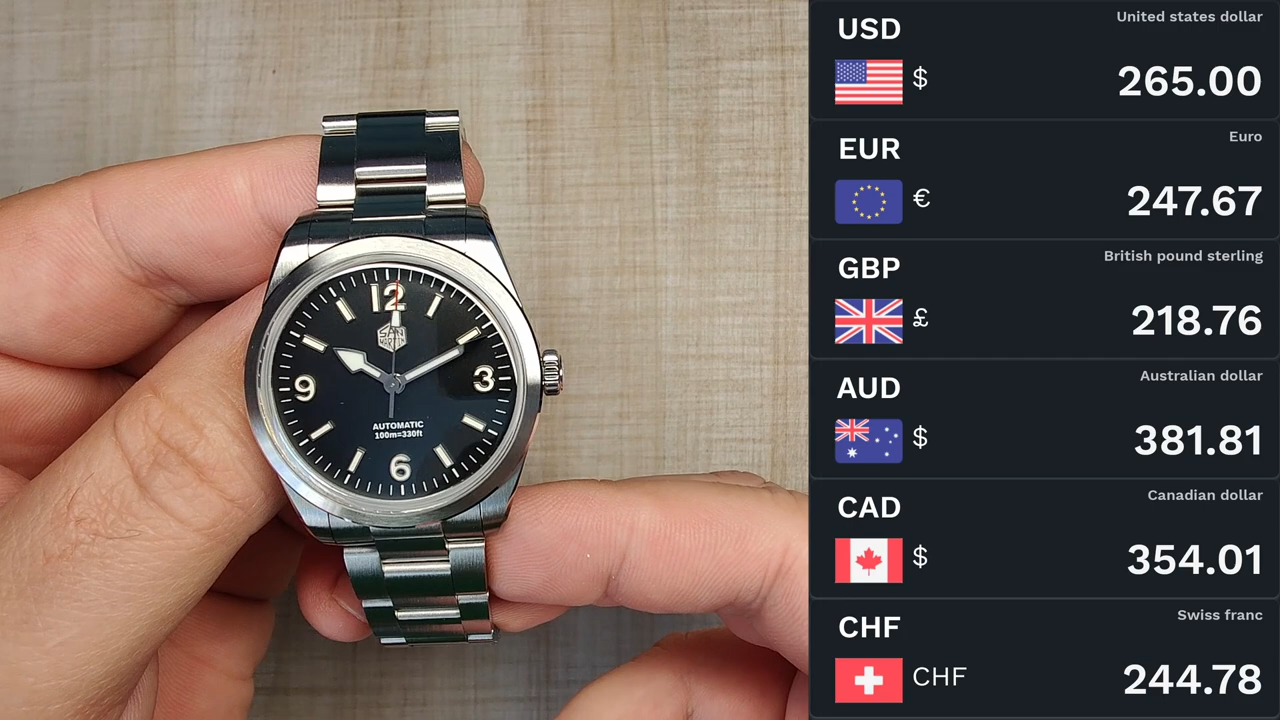 12
SAN
MARTIN
9
3
AUTOMATIC
100m=330ft
6
USD
United states dollar
$
265.00
EUR
Euro
€
247.67
GBP
British pound sterling
£
218.76
AUD
Australian dollar
$
381.81
CAD
Canadian dollar
$
354.01
CHF
Swiss franc
CHF
244.78